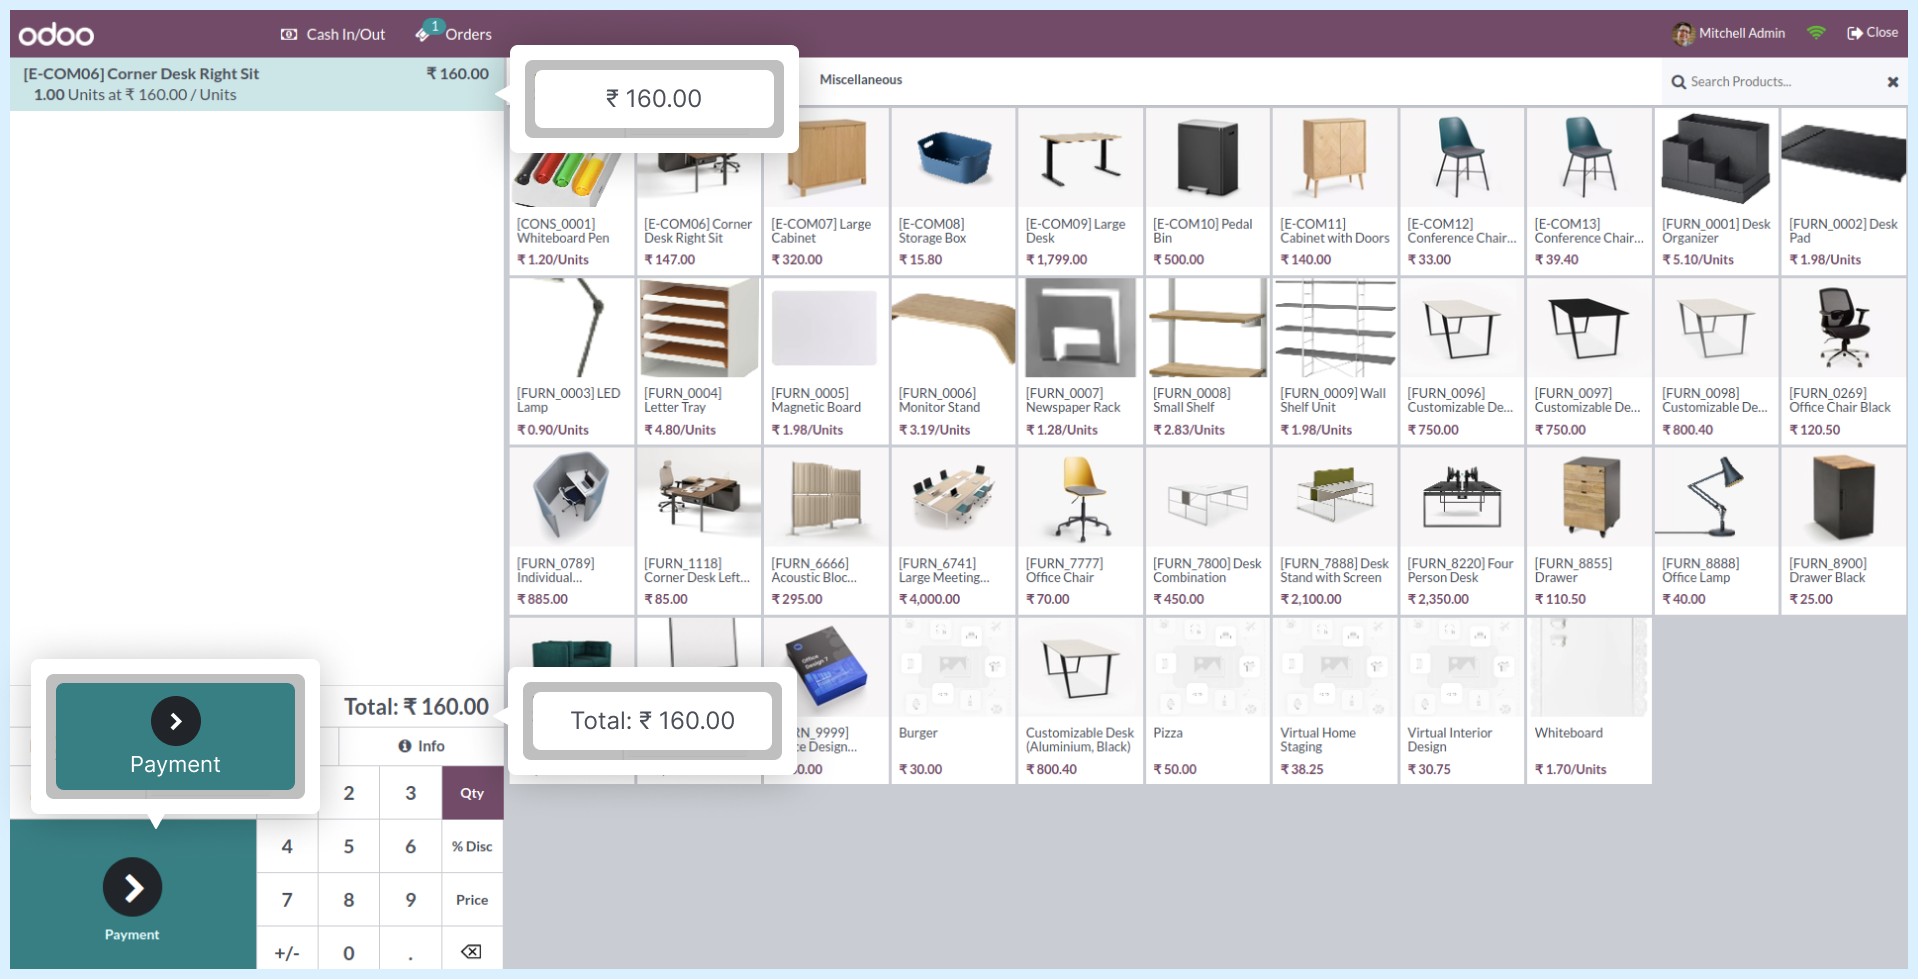 odoo
Cash In/Out
1
Orders
Mitchell Admin
Close
[E-COM06] Corner Desk Right Sit
₹ 160.00
1.00 Units at ₹ 160.00 / Units
₹ 160.00
Miscellaneous
Search Products...
[CONS_0001]
Whiteboard Pen
₹ 1.20/Units
[E-COM06] Corner
Desk Right Sit
₹ 147.00
[E-COM07] Large
Cabinet
₹ 320.00
[E-COM08]
Storage Box
₹ 15.80
[E-COM09] Large
Desk
₹ 1,799.00
[E-COM10] Pedal
Bin
₹ 500.00
[E-COM11]
Cabinet with Doors
₹ 140.00
[E-COM12]
Conference Chair...
₹ 33.00
[E-COM13]
Conference Chair...
₹ 39.40
[FURN_0001] Desk
Organizer
₹ 5.10/Units
[FURN_0002] Desk
Pad
₹ 1.98/Units
[FURN_0003] LED
Lamp
₹ 0.90/Units
[FURN_0004]
Letter Tray
₹ 4.80/Units
[FURN_0005]
Magnetic Board
₹ 1.98/Units
[FURN_0006]
Monitor Stand
₹ 3.19/Units
[FURN_0007]
Newspaper Rack
₹ 1.28/Units
[FURN_0008]
Small Shelf
₹ 2.83/Units
[FURN_0009] Wall
Shelf Unit
₹ 1.98/Units
[FURN_0096]
Customizable De...
₹ 750.00
[FURN_0097]
Customizable De...
₹ 750.00
[FURN_0098]
Customizable De...
₹ 800.40
[FURN_0269]
Office Chair Black
₹ 120.50
[FURN_0789]
Individual...
₹ 885.00
[FURN_1118]
Corner Desk Left...
₹ 85.00
[FURN_6666]
Acoustic Bloc...
₹ 295.00
[FURN_6741]
Large Meeting...
₹ 4,000.00
[FURN_7777]
Office Chair
₹ 70.00
[FURN_7800] Desk
Combination
₹ 450.00
[FURN_7888] Desk
Stand with Screen
₹ 2,100.00
[FURN_8220] Four
Person Desk
₹ 2,350.00
[FURN_8855]
Drawer
₹ 110.50
[FURN_8888]
Office Lamp
₹ 40.00
[FURN_8900]
Drawer Black
₹ 25.00
Office
Design 7
RN_9999]
ce Design...
0.00
Burger
₹ 30.00
Customizable Desk
(Aluminium, Black)
₹ 800.40
Pizza
₹ 50.00
Virtual Home
Staging
₹ 38.25
Virtual Interior
Design
₹ 30.75
Whiteboard
₹ 1.70/Units
Total: ₹ 160.00
Total: ₹ 160.00
Payment
Info
2
3
Qty
4
5
6
% Disc
7
8
9
Price
+/-
0
.
Payment